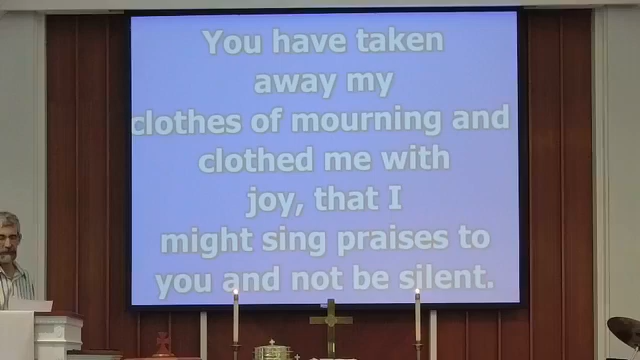 You have taken
away my
clothes of mourning and
clothed me with
joy, that I
might sing praises to
you and not be silent.